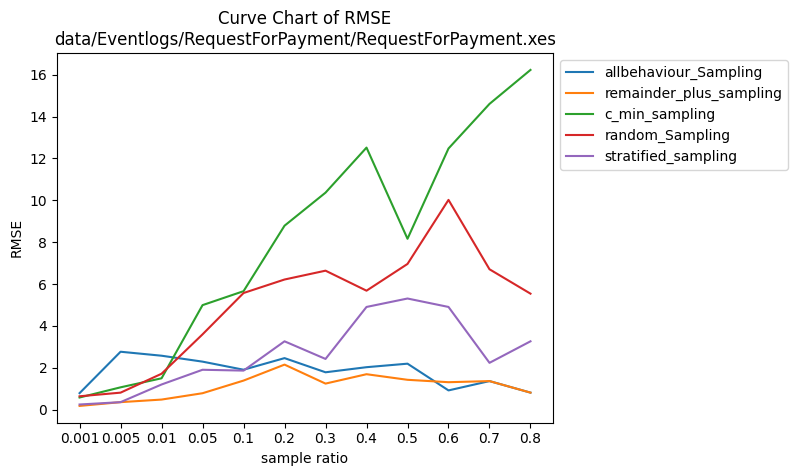 Curve Chart of RMSE
data/Eventlogs/RequestForPayment/RequestForPayment.xes
allbehaviour_Sampling
remainder_plus_sampling
c_min_sampling
random_Sampling
stratified_sampling
RMSE
16
14
12
10
8
6
4
2
0
0.001 0.005 0.01 0.05 0.1 0.2 0.3 0.4 0.5 0.6 0.7 0.8
sample ratio